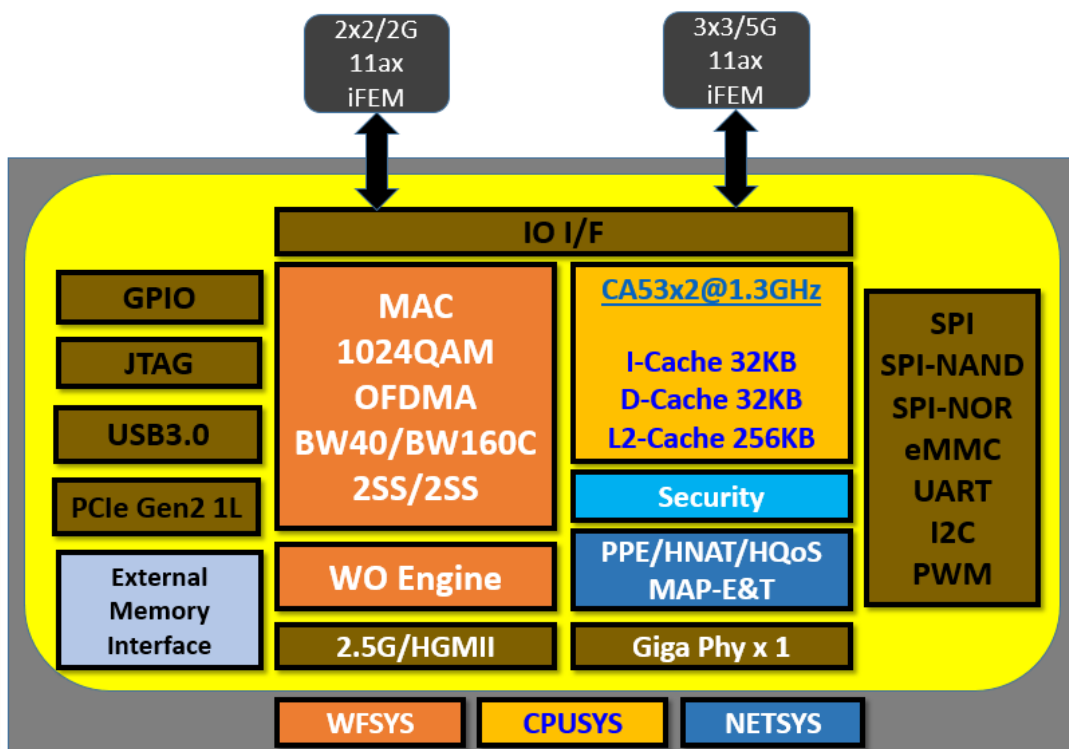 2x2/2G
11ax
iFEM
3x3/5G
11ax
iFEM
IO I/F
GPIO
JTAG
USB3.0
PCIe Gen2 1L
External
Memory
Interface
MAC
1024QAM
OFDMA
BW40/BW160C
2SS/2SS
WO Engine
2.5G/HGMII
CA53x2@1.3GHz
I-Cache 32KB
D-Cache 32KB
L2-Cache 256KB
Security
PPE/HNAT/HQoS
MAP-E&T
Giga Phy x 1
SPI
SPI-NAND
SPI-NOR
eMMC
UART
I2C
PWM
WFSYS
CPUSYS
NETSYS